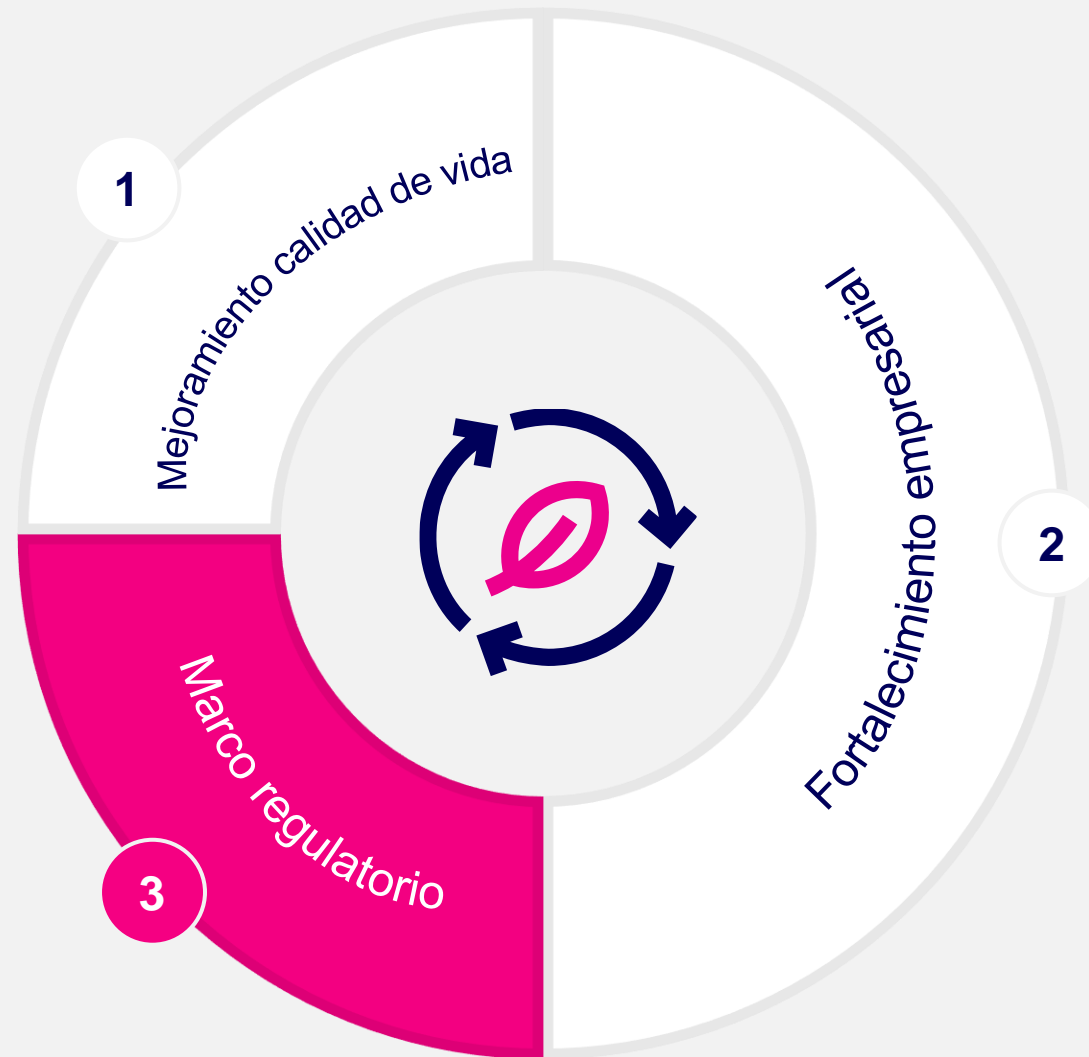 1
Mejoramiento calidad de vida
2
Fortalecimiento empresarial
3
Marco regulatorio